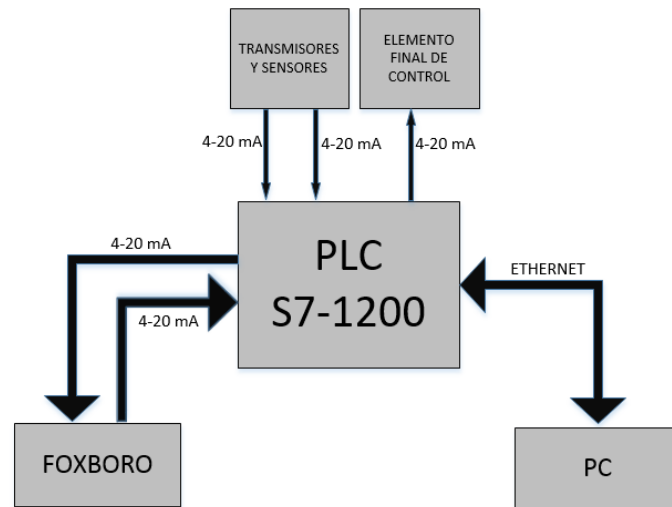 TRANSMISORES
Y SENSORES
ELEMENTO
FINAL DE
CONTROL
4-20 mA
4-20 mA
4-20 mA
PLC
S7-1200
4-20 mA
4-20 mA
ETHERNET
FOXBORO
PC